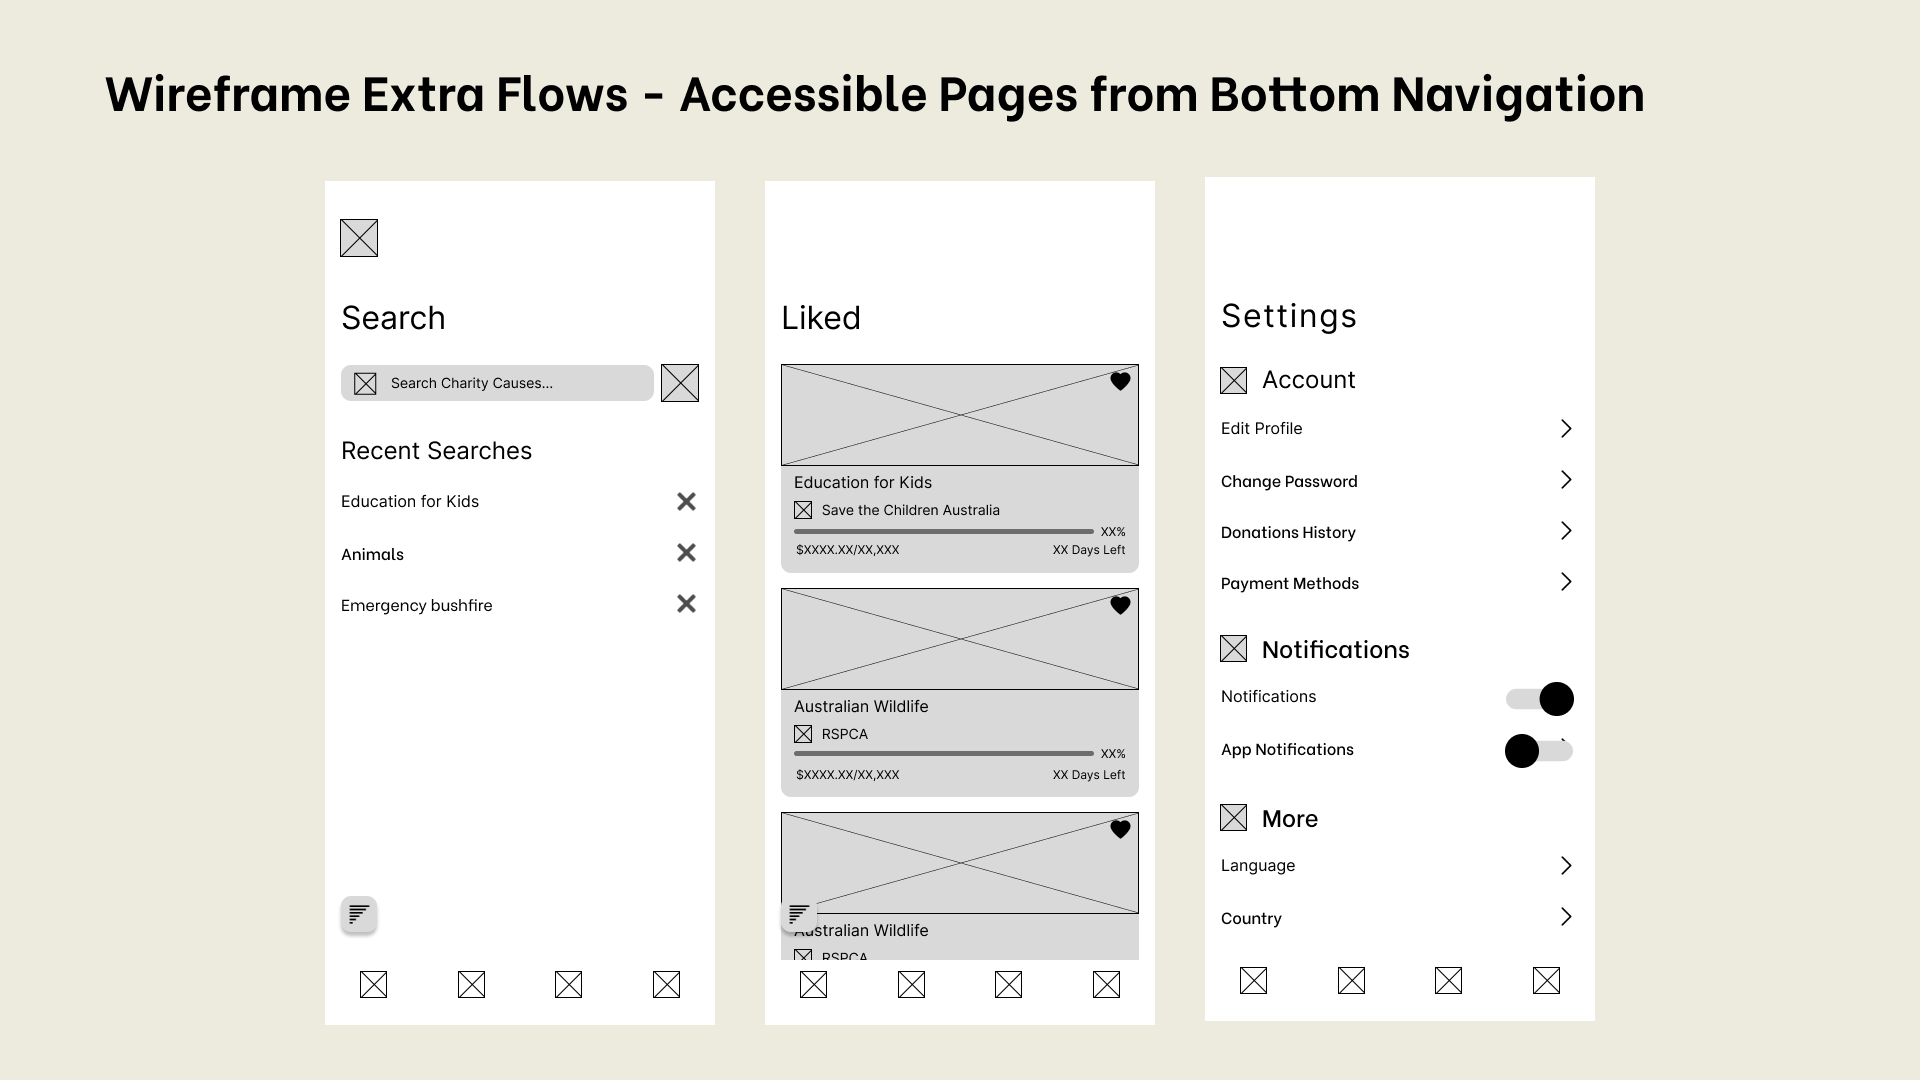 Wireframe Extra Flows - Accessible Pages from Bottom Navigation
Search
Search Charity Causes...
Recent Searches
Education for Kids
Animals
Emergency bushfire
Liked
Education for Kids
Save the Children Australia
XX%
$XXXX.XX/XX,XXX XX Days Left
Australian Wildlife
RSPCA
XX%
$XXXX.XX/XX,XXX XX Days Left
Australian Wildlife
RSPCA
Settings
Account
Edit Profile
Change Password
Donations History
Payment Methods
Notifications
Notifications
App Notifications
More
Language
Country